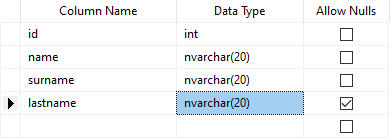 Column Name Data Type Allow Nulls
id int
name nvarchar(20)
surname nvarchar(20)
lastname nvarchar(20)